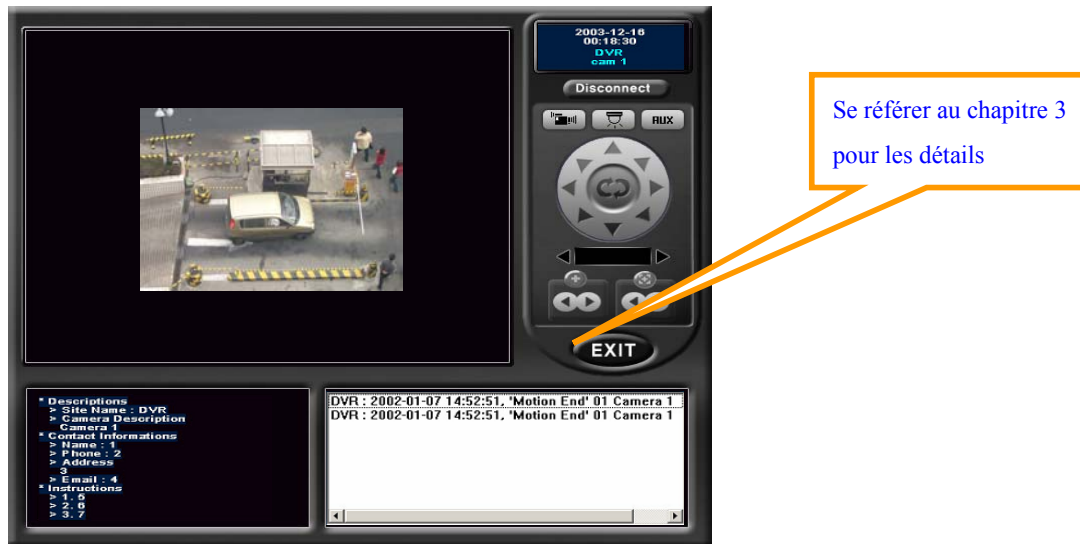 2003-12-16
00:18:30
DVR
cam 1
Disconnect
AUX
EXIT
Se référer au chapitre 3
pour les détails
* Descriptions
> Site Name : DVR
> Camera Description
Camera 1
* Contact Informations
> Name : 1
> Phone : 2
> Address
3
> Email : 4
* Instructions
> 1. 5
> 2. 6
> 3. 7
DVR : 2002-01-07 14:52:51, 'Motion End' 01 Camera 1
DVR : 2002-01-07 14:52:51, 'Motion End' 01 Camera 1